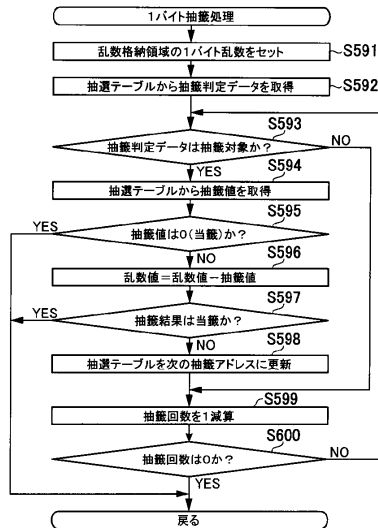 1バイト抽籤処理
乱数格納領域の1バイト乱数をセット
S591
抽選テーブルから抽籤判定データを取得
S592
S593
抽籤判定データは抽籤対象か?
NO
YES
S594
抽選テーブルから抽籤値を取得
S595
YES
抽籤値は0(当籤)か?
NO
S596
乱数値=乱数値-抽籤値
S597
YES
抽籤結果は当籤か?
NO
S598
抽選テーブルを次の抽籤アドレスに更新
S599
抽籤回数を1減算
S600
抽籤回数は0か?
NO
YES
戻る